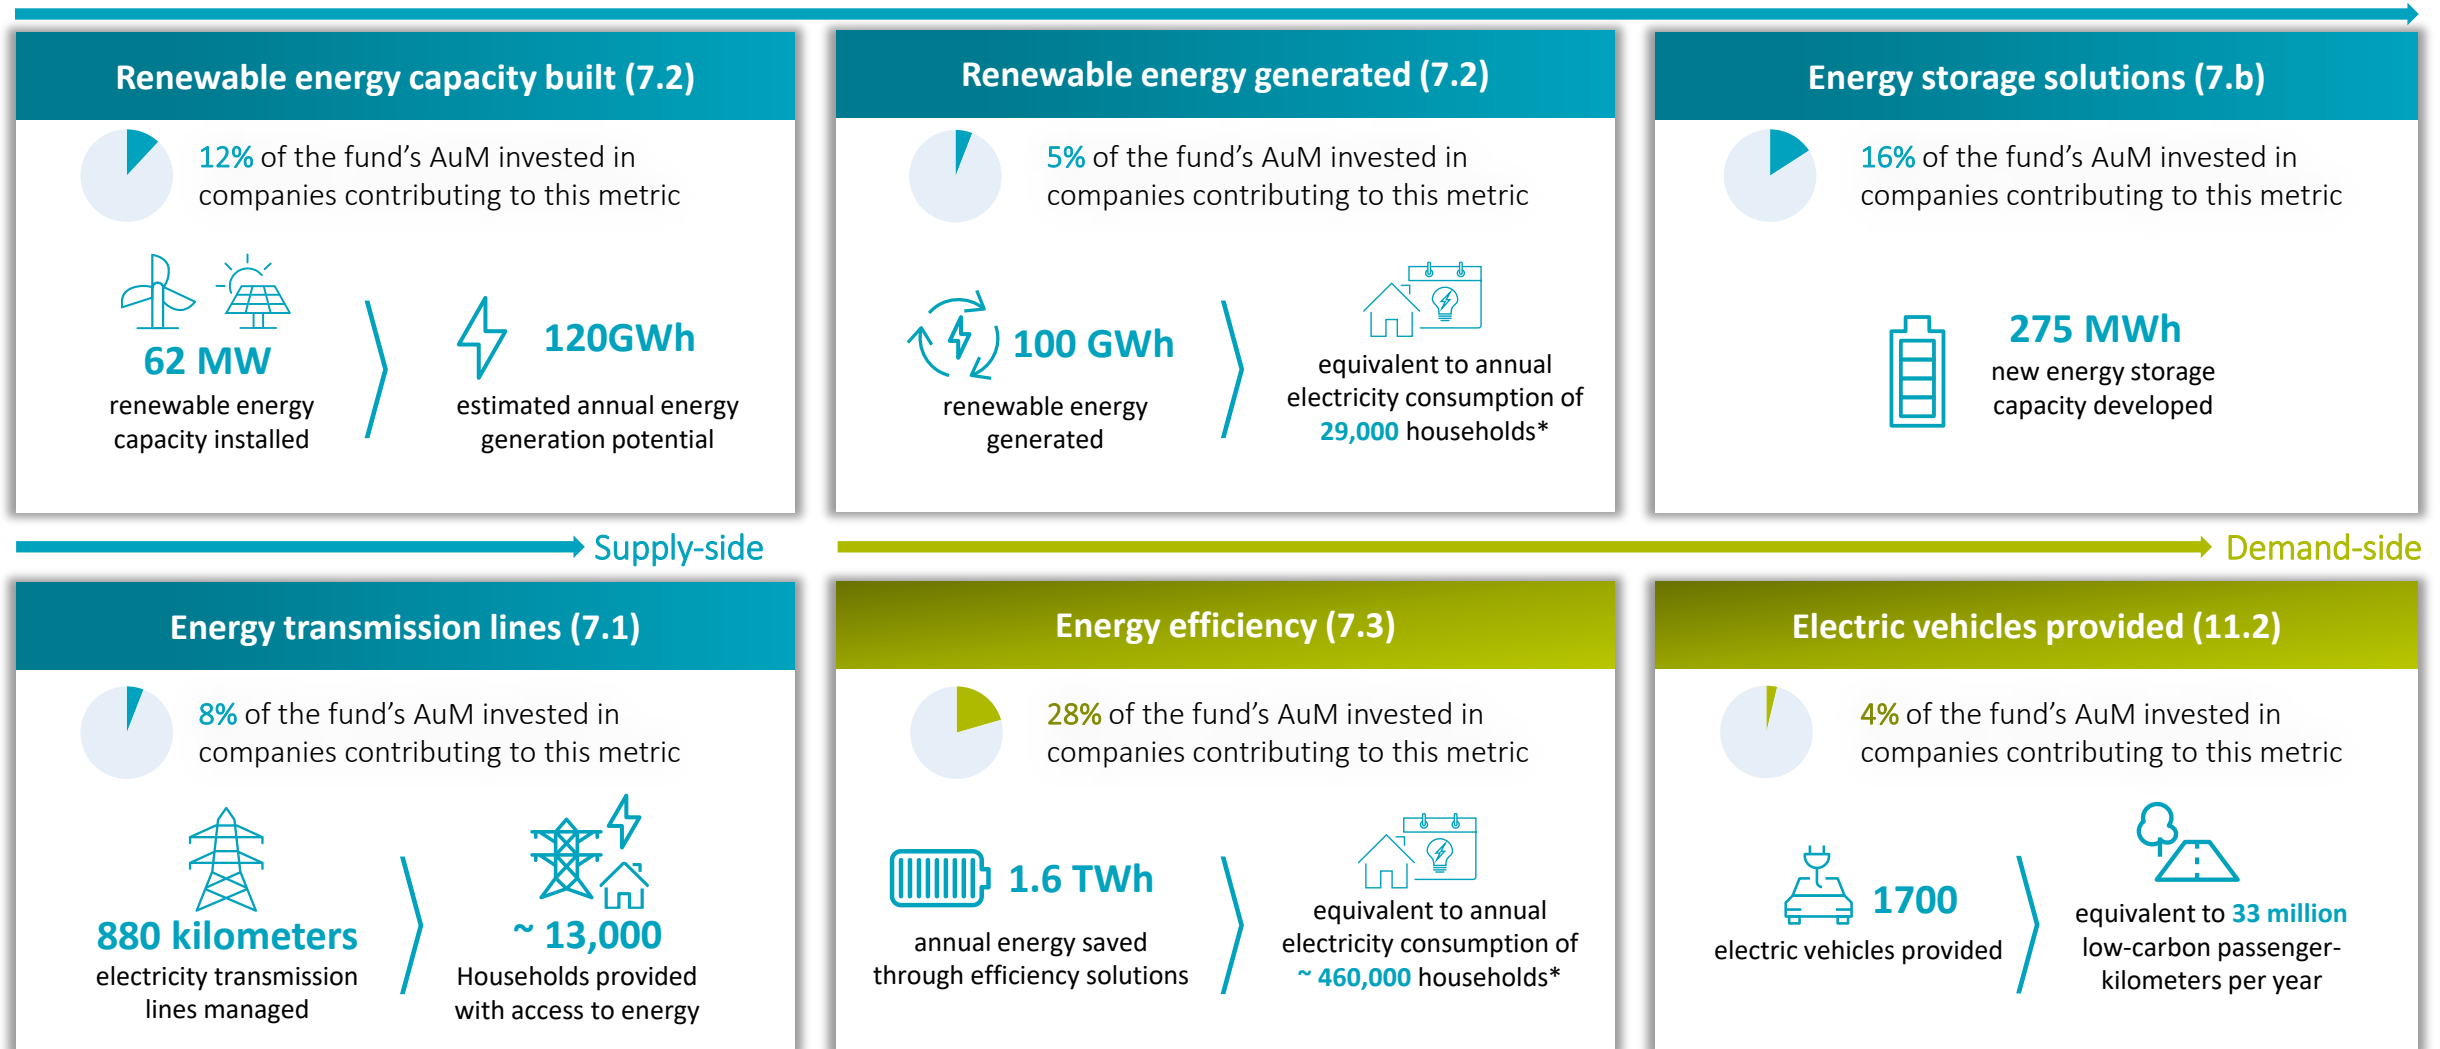 Renewable energy capacity built (7.2)
12% of the fund's AuM invested in
companies contributing to this metric
62 MW
renewable energy
capacity installed
120GWh
estimated annual energy
generation potential
Renewable energy generated (7.2)
5% of the fund's AuM invested in
companies contributing to this metric
100 GWh
renewable energy
generated
equivalent to annual
electricity consumption of
29,000 households*
Energy storage solutions (7.b)
16% of the fund's AuM invested in
companies contributing to this metric
275 MWh
new energy storage
capacity developed
Supply-side
Demand-side
Energy transmission lines (7.1)
8% of the fund's AuM invested in
companies contributing to this metric
880 kilometers
electricity transmission
lines managed
~ 13,000
Households provided
with access to energy
Energy efficiency (7.3)
28% of the fund's AuM invested in
companies contributing to this metric
1.6 TWh
annual energy saved
through efficiency solutions
equivalent to annual
electricity consumption of
~ 460,000 households*
Electric vehicles provided (11.2)
4% of the fund's AuM invested in
companies contributing to this metric
1700
electric vehicles provided
equivalent to 33 million
low-carbon passenger-
kilometers per year